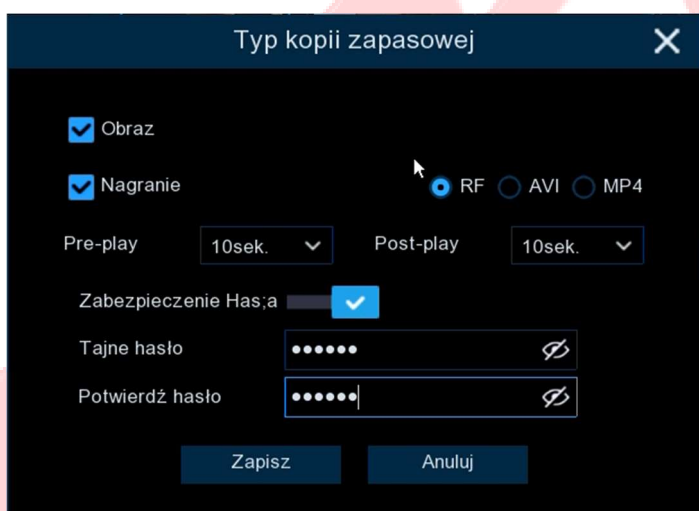 Typ kopii zapasowej
Obraz
Nagranie RF AVI MP4
Pre-play 10sek. Post-play 10sek.
Zabezpieczenie Has;a
Tajne hasło ••••••
Potwierdź hasło ••••••
Zapisz Anuluj